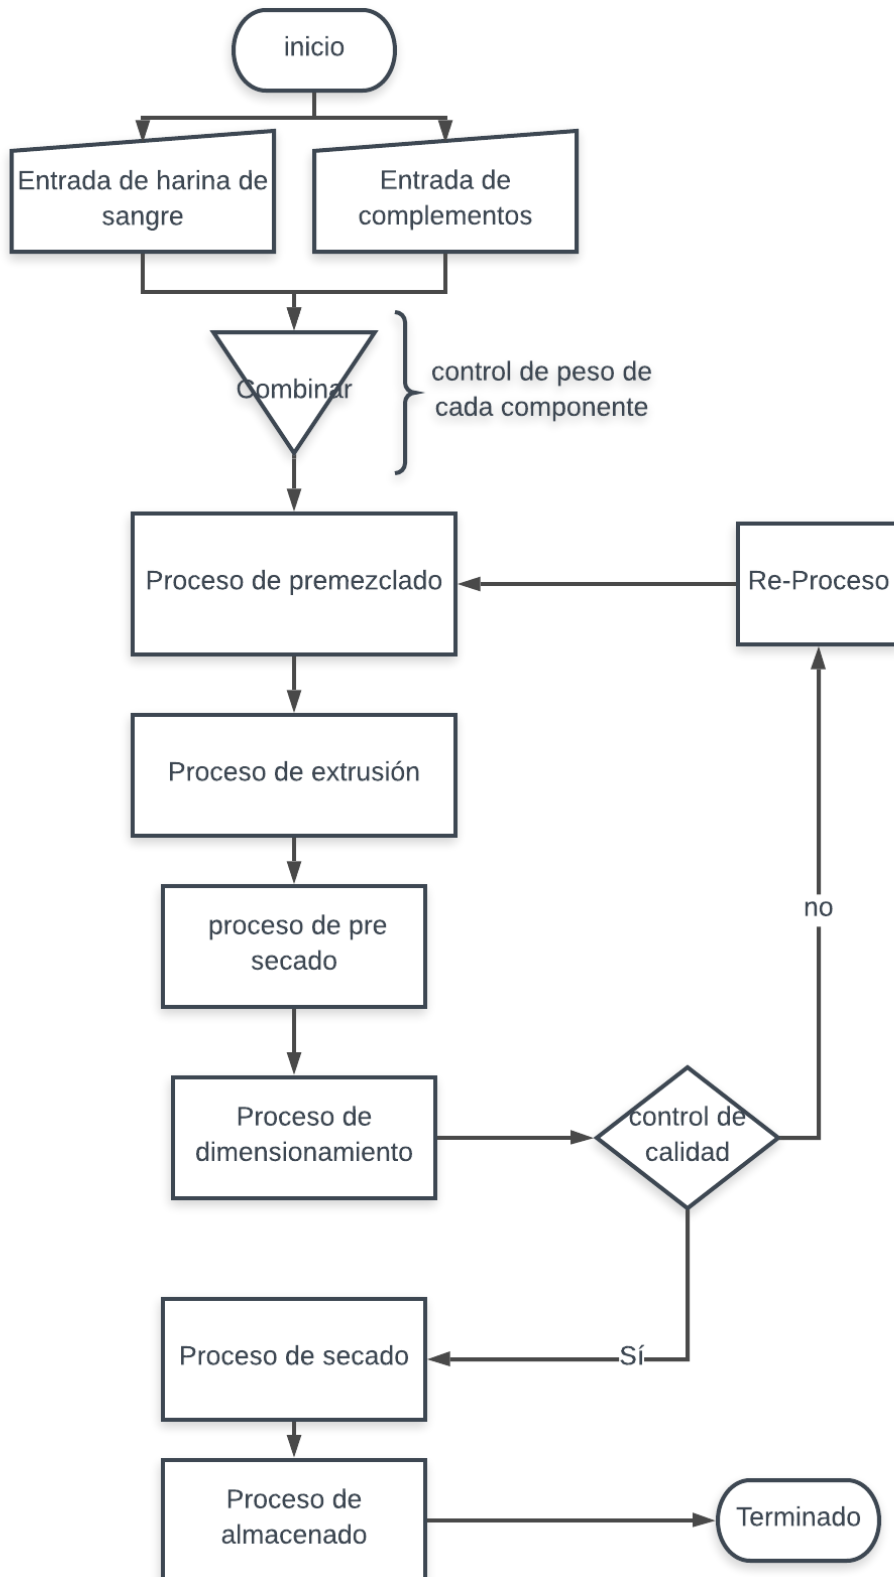 inicio
Entrada de harina de
sangre
Entrada de
complementos
Combinar
control de peso de
cada componente
Proceso de premezclado
Re-Proceso
Proceso de extrusión
proceso de pre
secado
no
Proceso de
dimensionamiento
control de
calidad
Proceso de secado
Sí
Proceso de
almacenado
Terminado